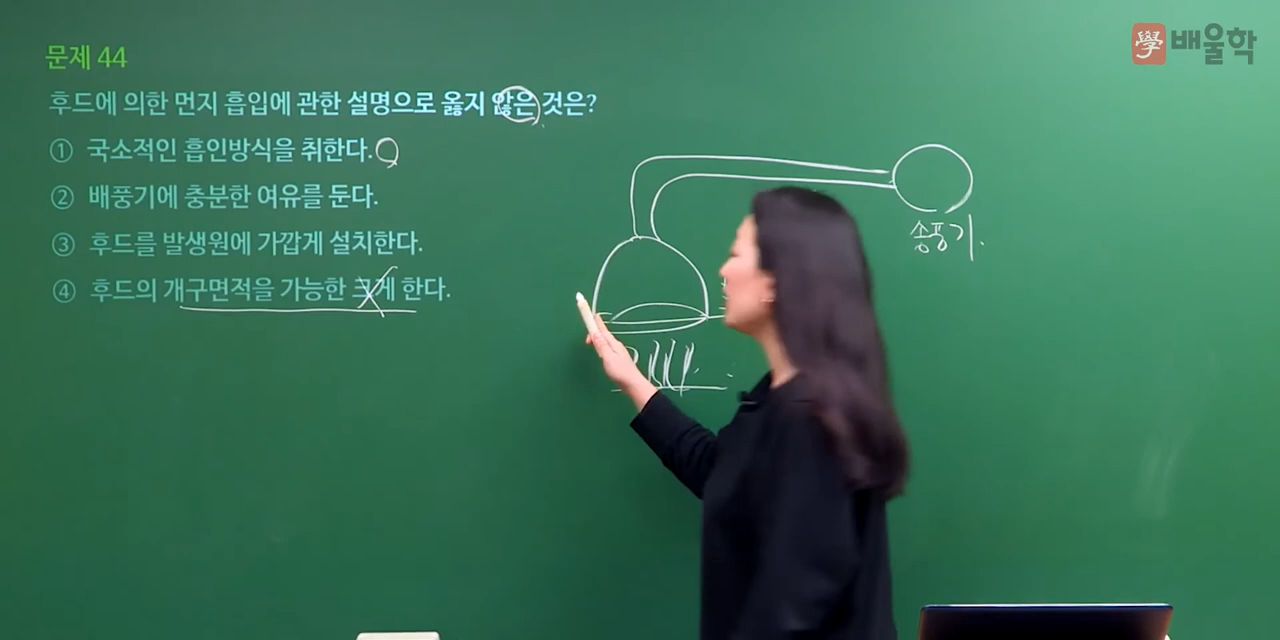 學 배울학
문제 44
후드에 의한 먼지 흡입에 관한 설명으로 옳지 않은 것은?
① 국소적인 흡인방식을 취한다.
② 배풍기에 충분한 여유를 둔다.
③ 후드를 발생원에 가깝게 설치한다.
④ 후드의 개구면적을 가능한 크게 한다.
송풍기.